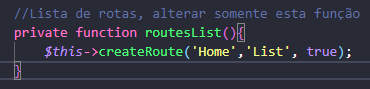 //Lista de rotas, alterar somente esta função
private function routesList(){
$this->createRoute('Home','List', true);
}